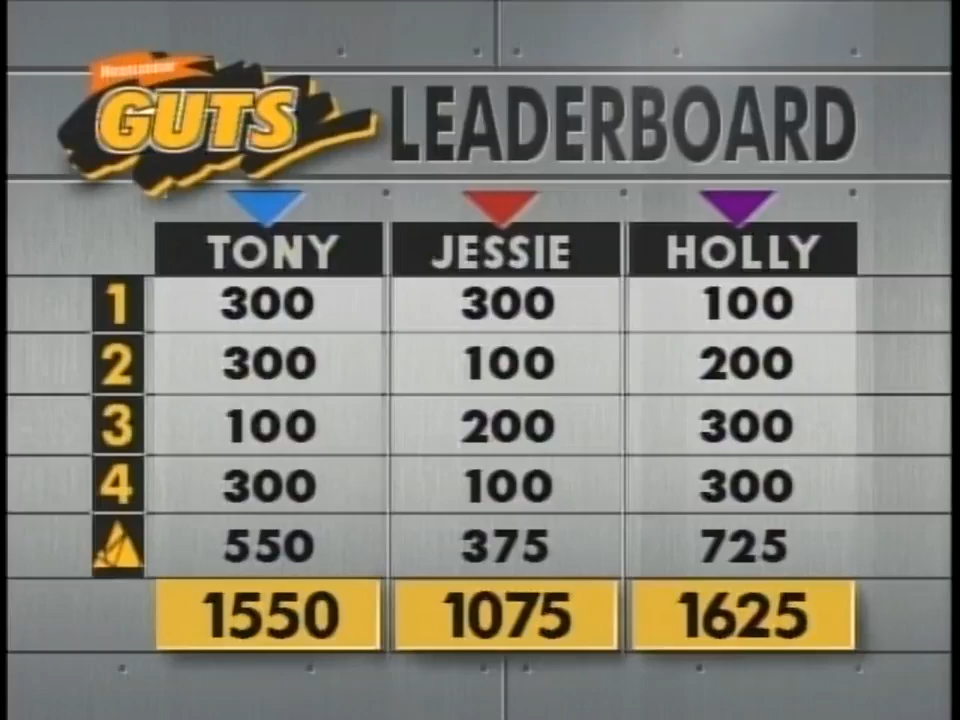 Nickelodeon
GUTS LEADERBOARD
TONY JESSIE HOLLY
1 300 300 100
2 300 100 200
3 100 200 300
4 300 100 300
550 375 725
1550 1075 1625